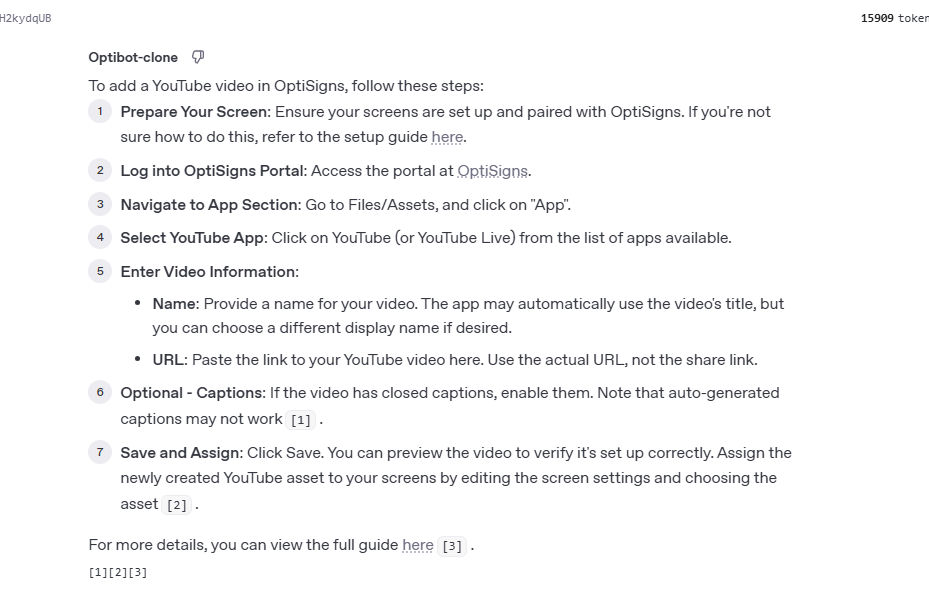 H2kydqUB
15909 token
Optibot-clone
To add a YouTube video in OptiSigns, follow these steps:
1 Prepare Your Screen: Ensure your screens are set up and paired with OptiSigns. If you're not
sure how to do this, refer to the setup guide here.
2 Log into OptiSigns Portal: Access the portal at OptiSigns.
3 Navigate to App Section: Go to Files/Assets, and click on "App".
4 Select YouTube App: Click on YouTube (or YouTube Live) from the list of apps available.
5 Enter Video Information:
• Name: Provide a name for your video. The app may automatically use the video's title, but
you can choose a different display name if desired.
• URL: Paste the link to your YouTube video here. Use the actual URL, not the share link.
6 Optional - Captions: If the video has closed captions, enable them. Note that auto-generated
captions may not work [1] .
7 Save and Assign: Click Save. You can preview the video to verify it's set up correctly. Assign the
newly created YouTube asset to your screens by editing the screen settings and choosing the
asset [2] .
For more details, you can view the full guide here [3] .
[1][2][3]